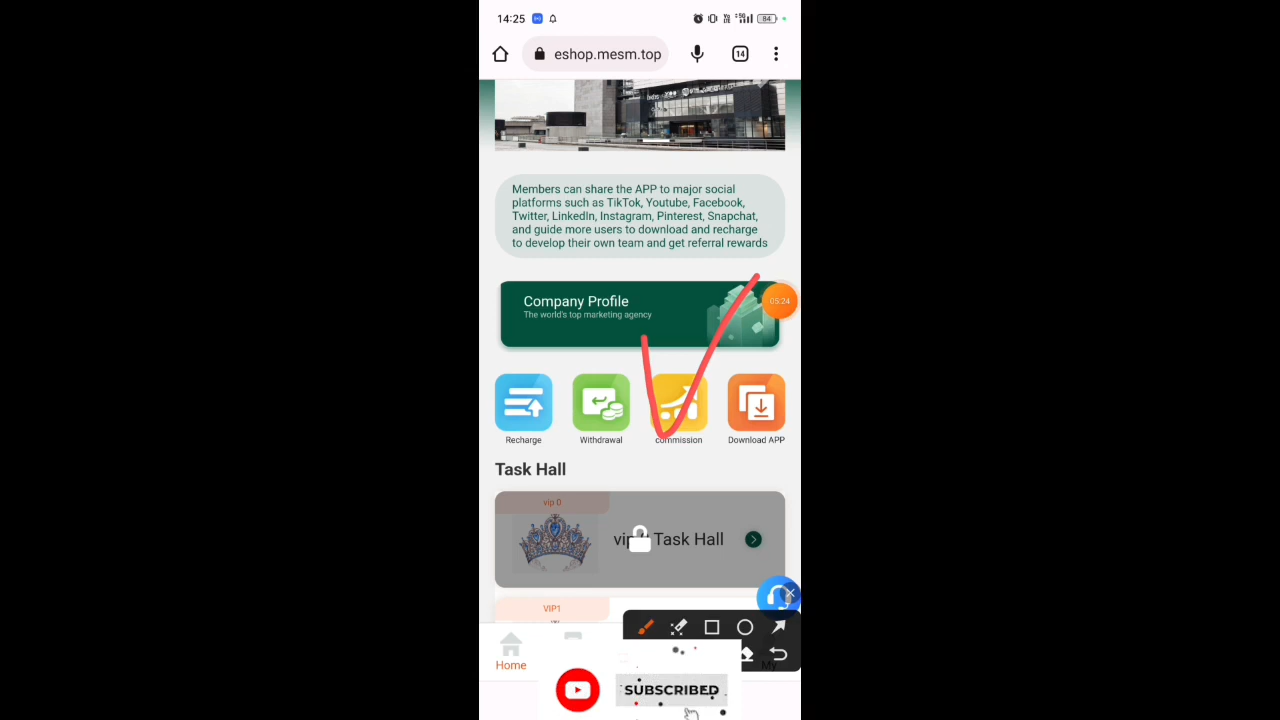 14:25
84
eshop.mesm.top
14
Members can share the APP to major social
platforms such as TikTok, Youtube, Facebook,
Twitter, LinkedIn, Instagram, Pinterest, Snapchat,
and guide more users to download and recharge
to develop their own team and get referral rewards
Company Profile
The world's top marketing agency
05:24
Recharge
Withdrawal
commission
Download APP
Task Hall
vip 0
Task Hall
VIP1
Home
My
SUBSCRIBED